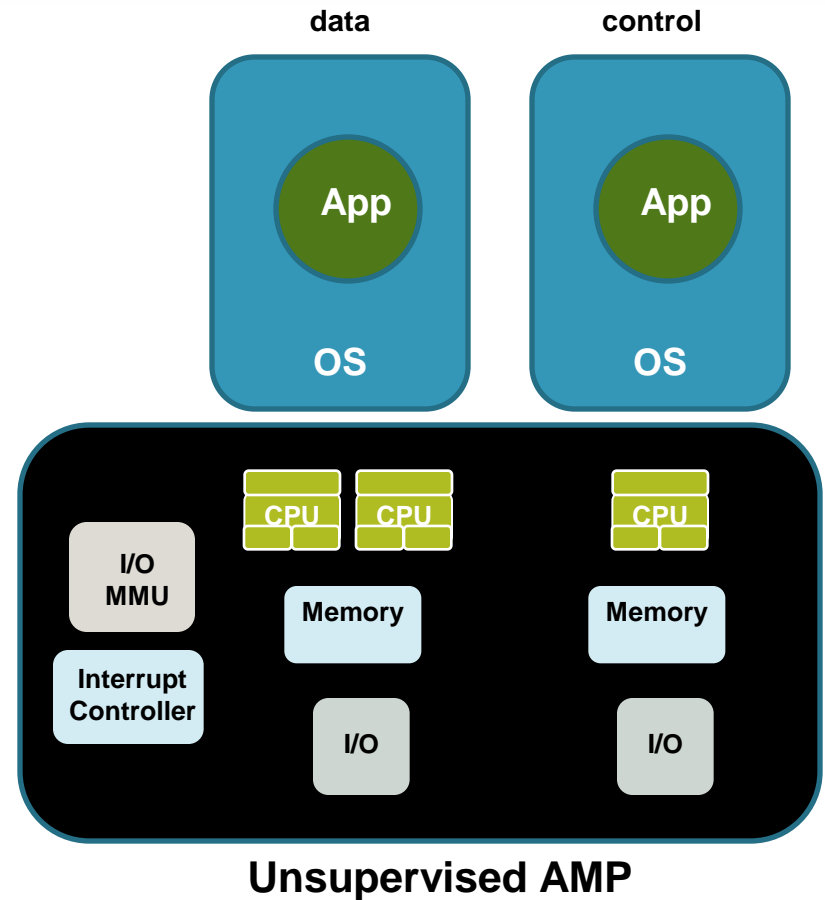 data
control
App
App
OS
OS
CPU
CPU
CPU
I/O
MMU
Memory
Memory
Interrupt
Controller
I/O
I/O
Unsupervised AMP